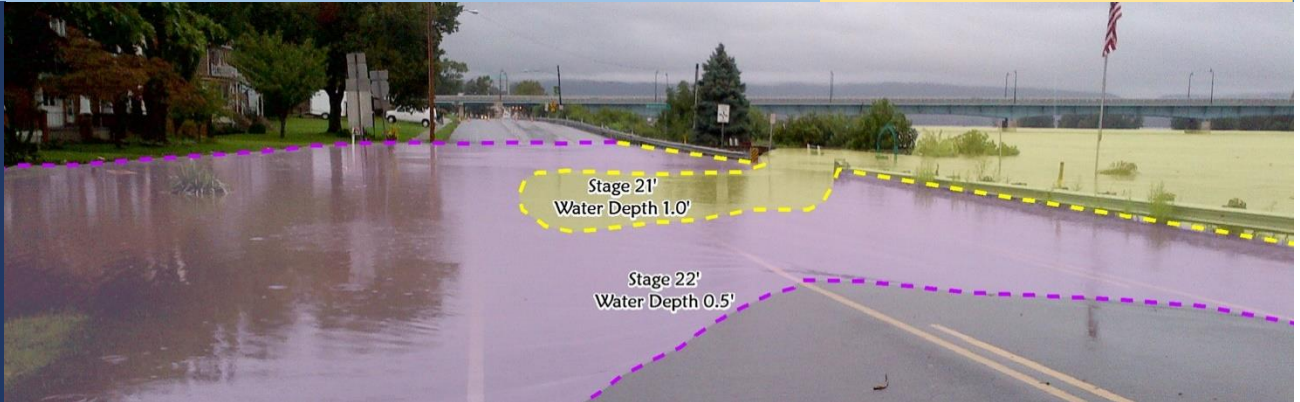 Stage 21'
Water Depth 1.0'
Stage 22'
Water Depth 0.5'